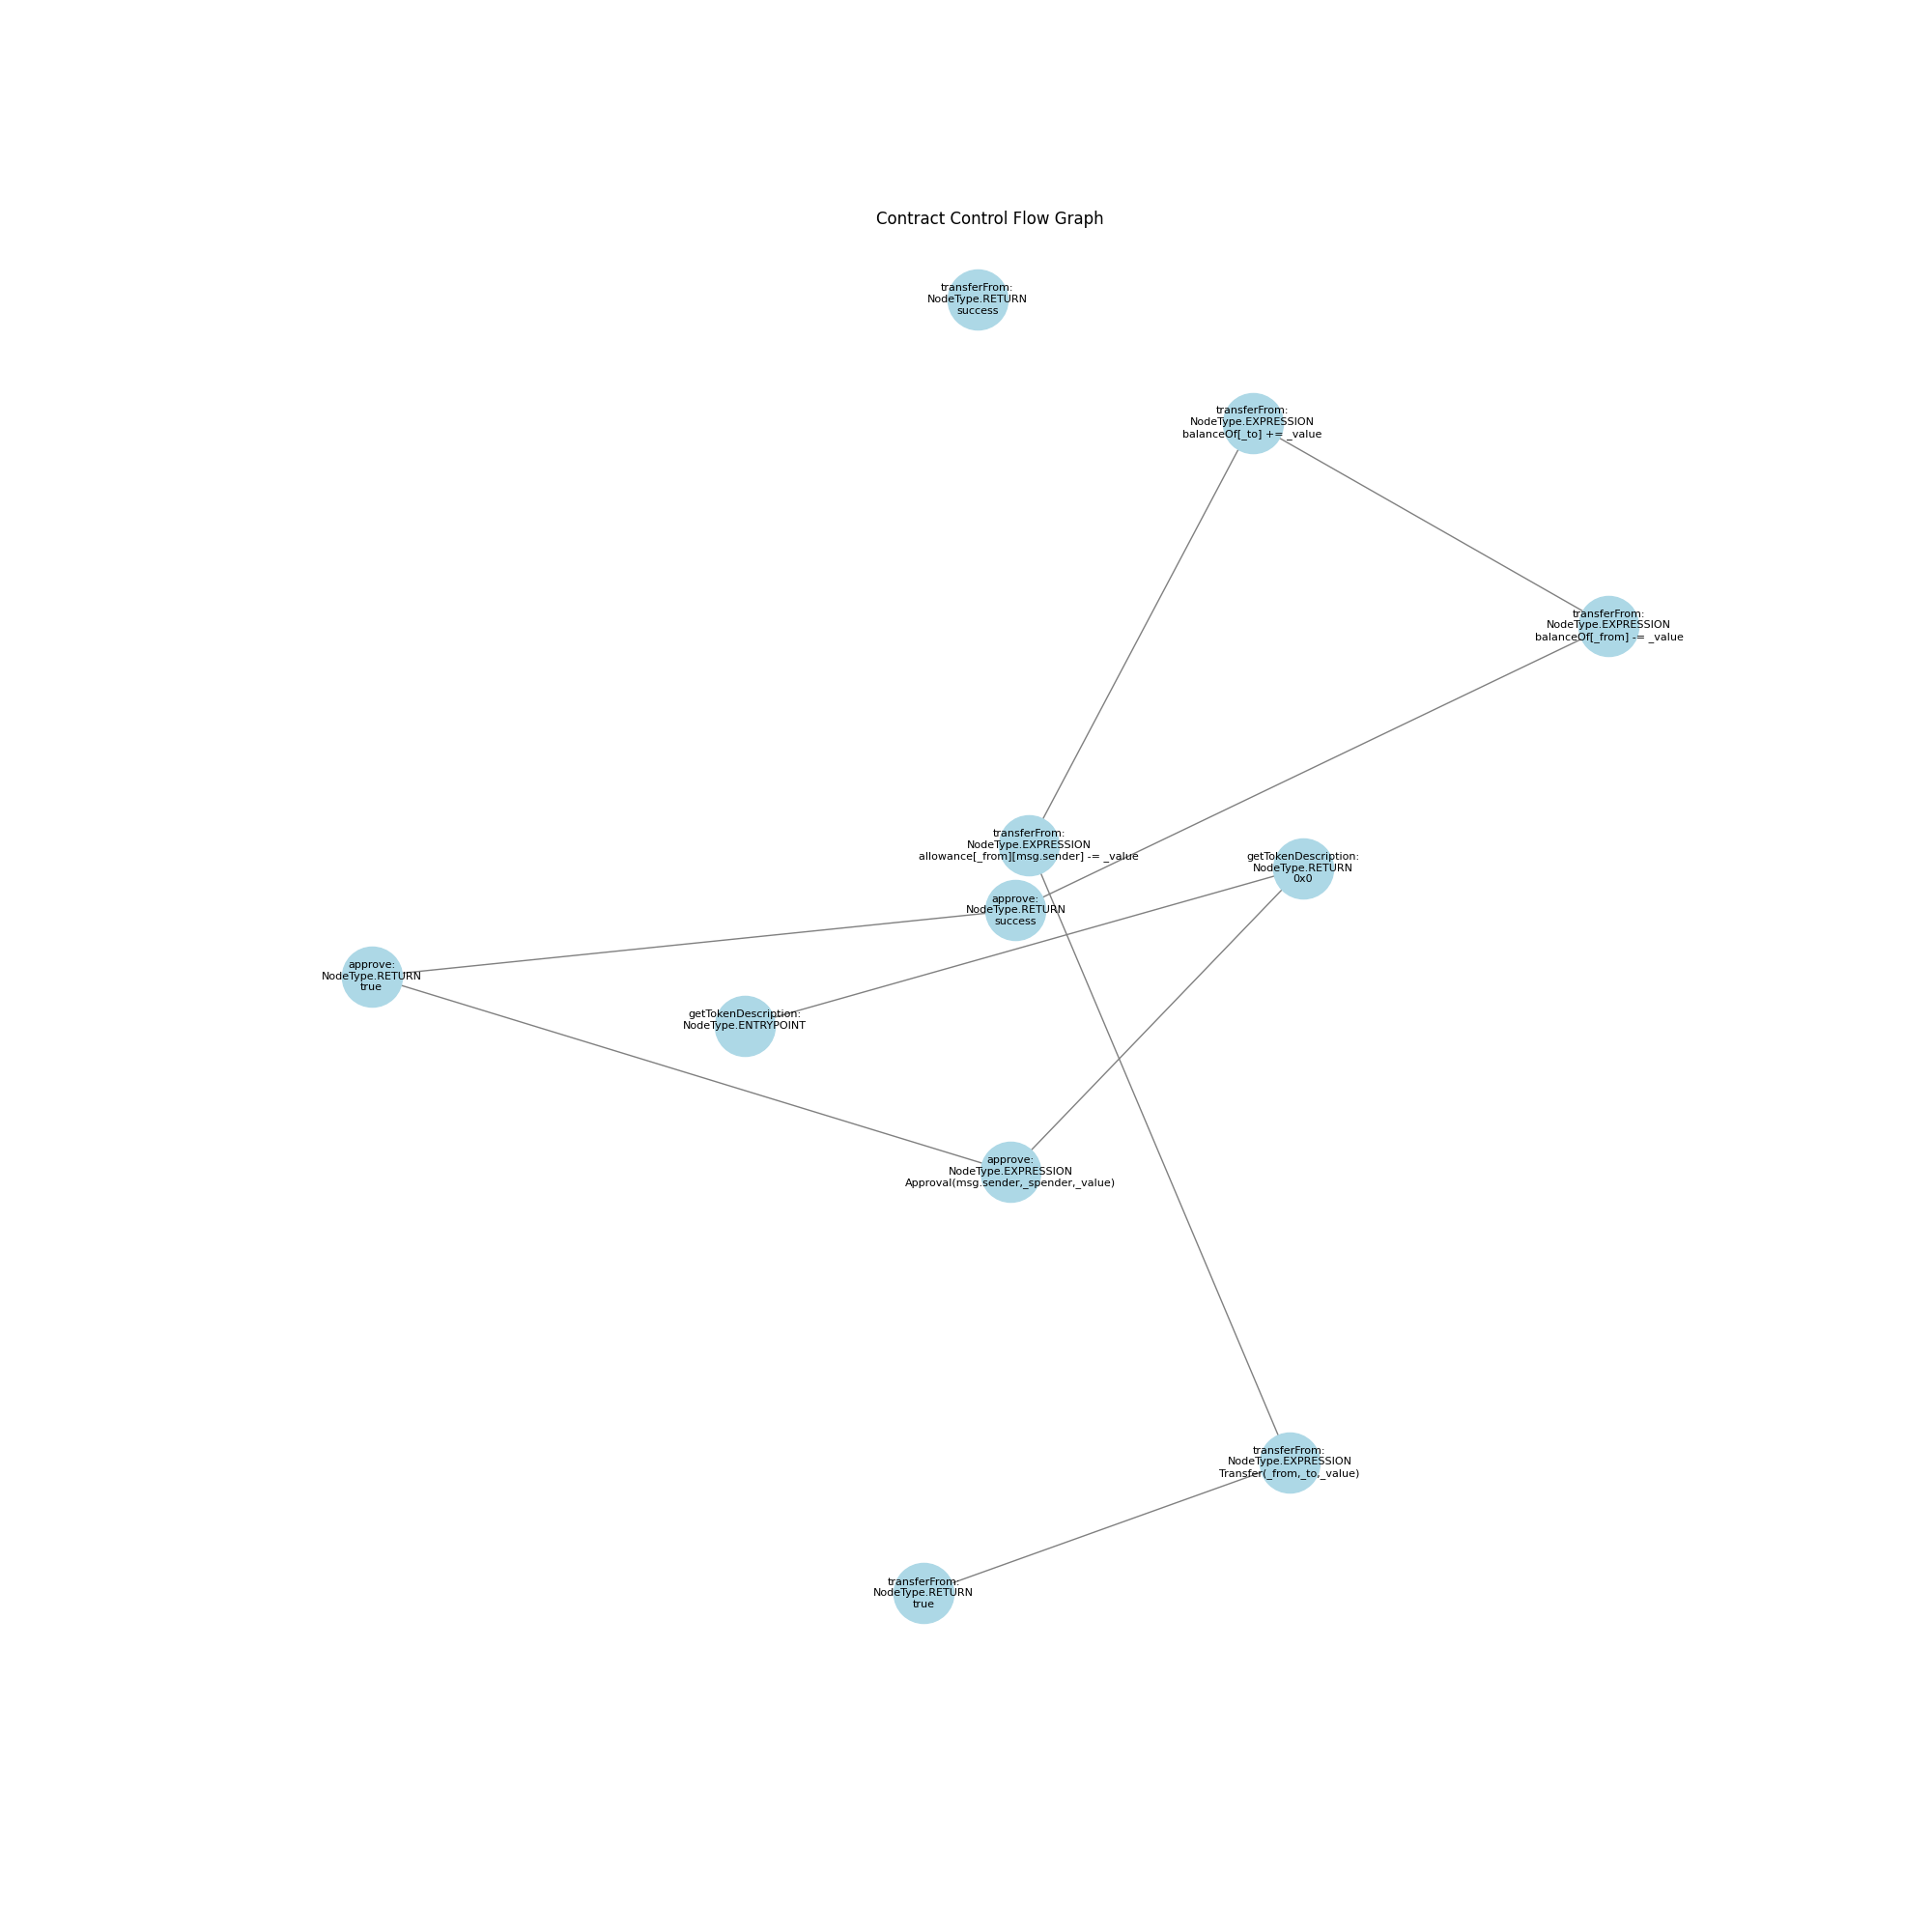 Contract Control Flow Graph
transferFrom:
NodeType.RETURN
success
transferFrom:
NodeType.EXPRESSION
balanceOf[_to] += _value
transferFrom:
NodeType.EXPRESSION
balanceOf[_from] -= _value
transferFrom:
NodeType.EXPRESSION
allowance[_from][msg.sender] -= _value
getTokenDescription:
NodeType.RETURN
0x0
approve:
NodeType.RETURN
success
approve:
NodeType.RETURN
true
getTokenDescription:
NodeType.ENTRYPOINT
approve:
NodeType.EXPRESSION
Approval(msg.sender,_spender,_value)
transferFrom:
NodeType.EXPRESSION
Transfer(_from,_to,_value)
transferFrom:
NodeType.RETURN
true